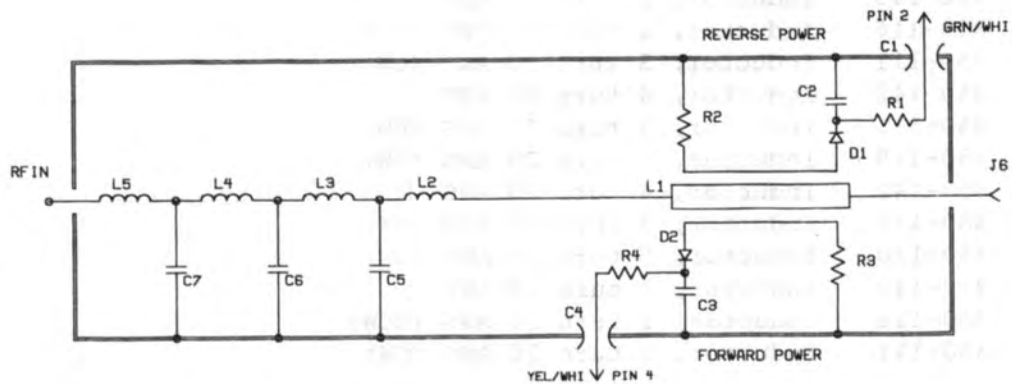 PIN 2
GRN/WHI
REVERSE POWER
C1
C2
R2
R1
D1
RFIN
J6
L5
L4
L3
L2
L1
D2
R4
R3
C7
C6
C5
C3
C4
FORWARD POWER
YEL/WHI
PIN 4